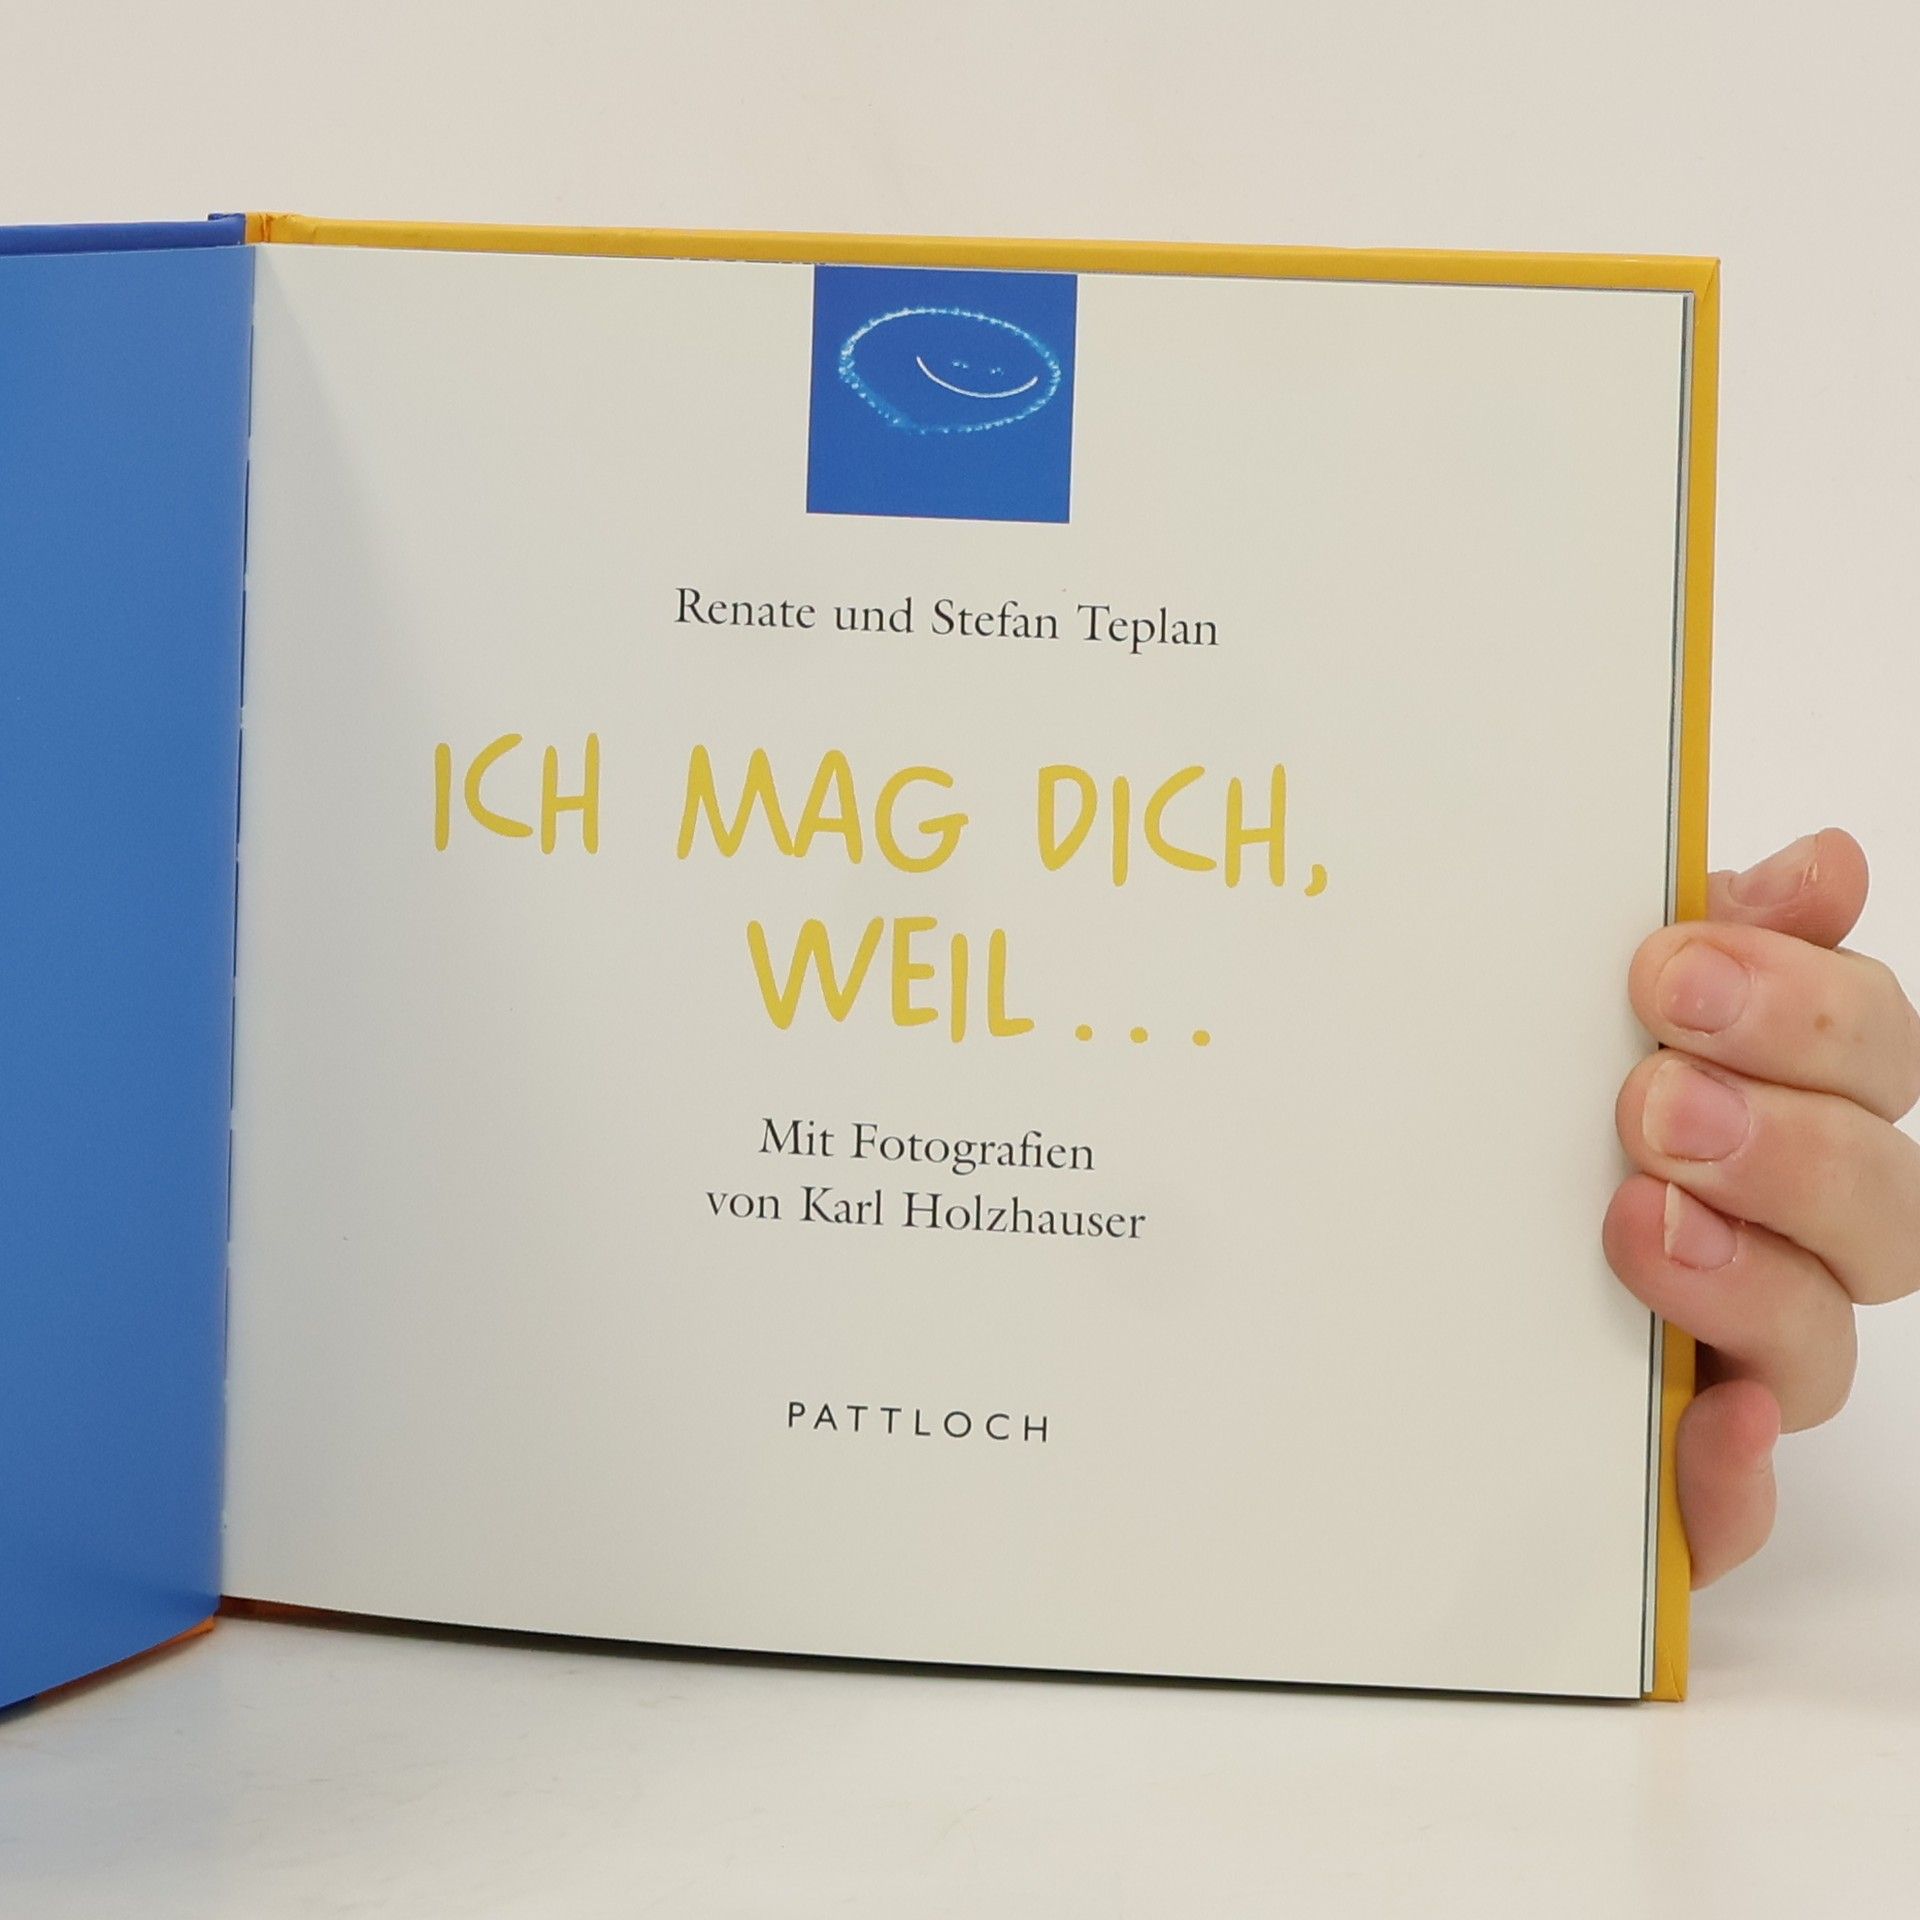 Renate und Stefan Teplan
ICH MAG DICH,
WEIL...
Mit Fotografien
von Karl Holzhauser
PATTLOCH